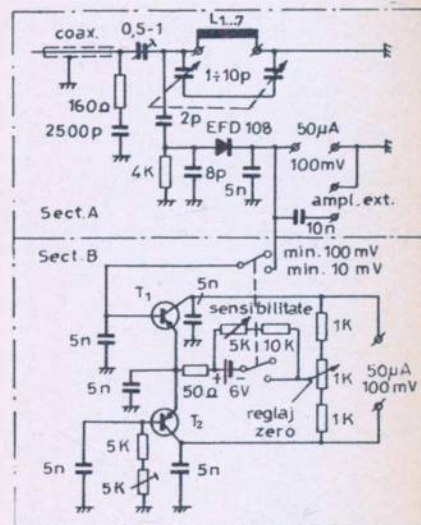 L1...7
coax.
0,5-1
1÷10p
160Ω
2p
EFD 108
50µA
100mV
2500p
4K
8p
5n
ampl. ext.
10n
Sect. A
Sect. B
min. 100 mV
min. 10 mV
5n
T1
sensibilitate
5K
10K
1K
5n
5n
50Ω
+
6V
-
1K
50µA
100mV
reglaj
zero
1K
T2
5n
5K
5K
5n